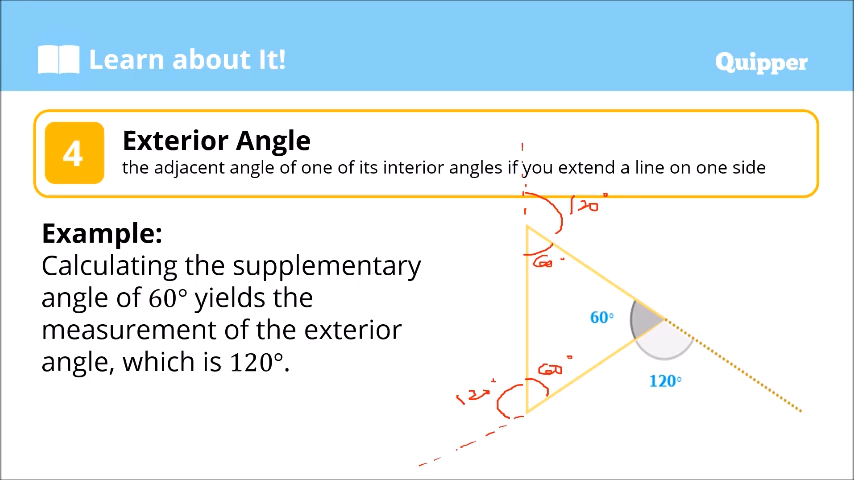 Learn about It!
Quipper
4
Exterior Angle
the adjacent angle of one of its interior angles if you extend a line on one side
Example:
Calculating the supplementary
angle of 60° yields the
measurement of the exterior
angle, which is 120°.
120°
60°
60°
120°
60°
120°